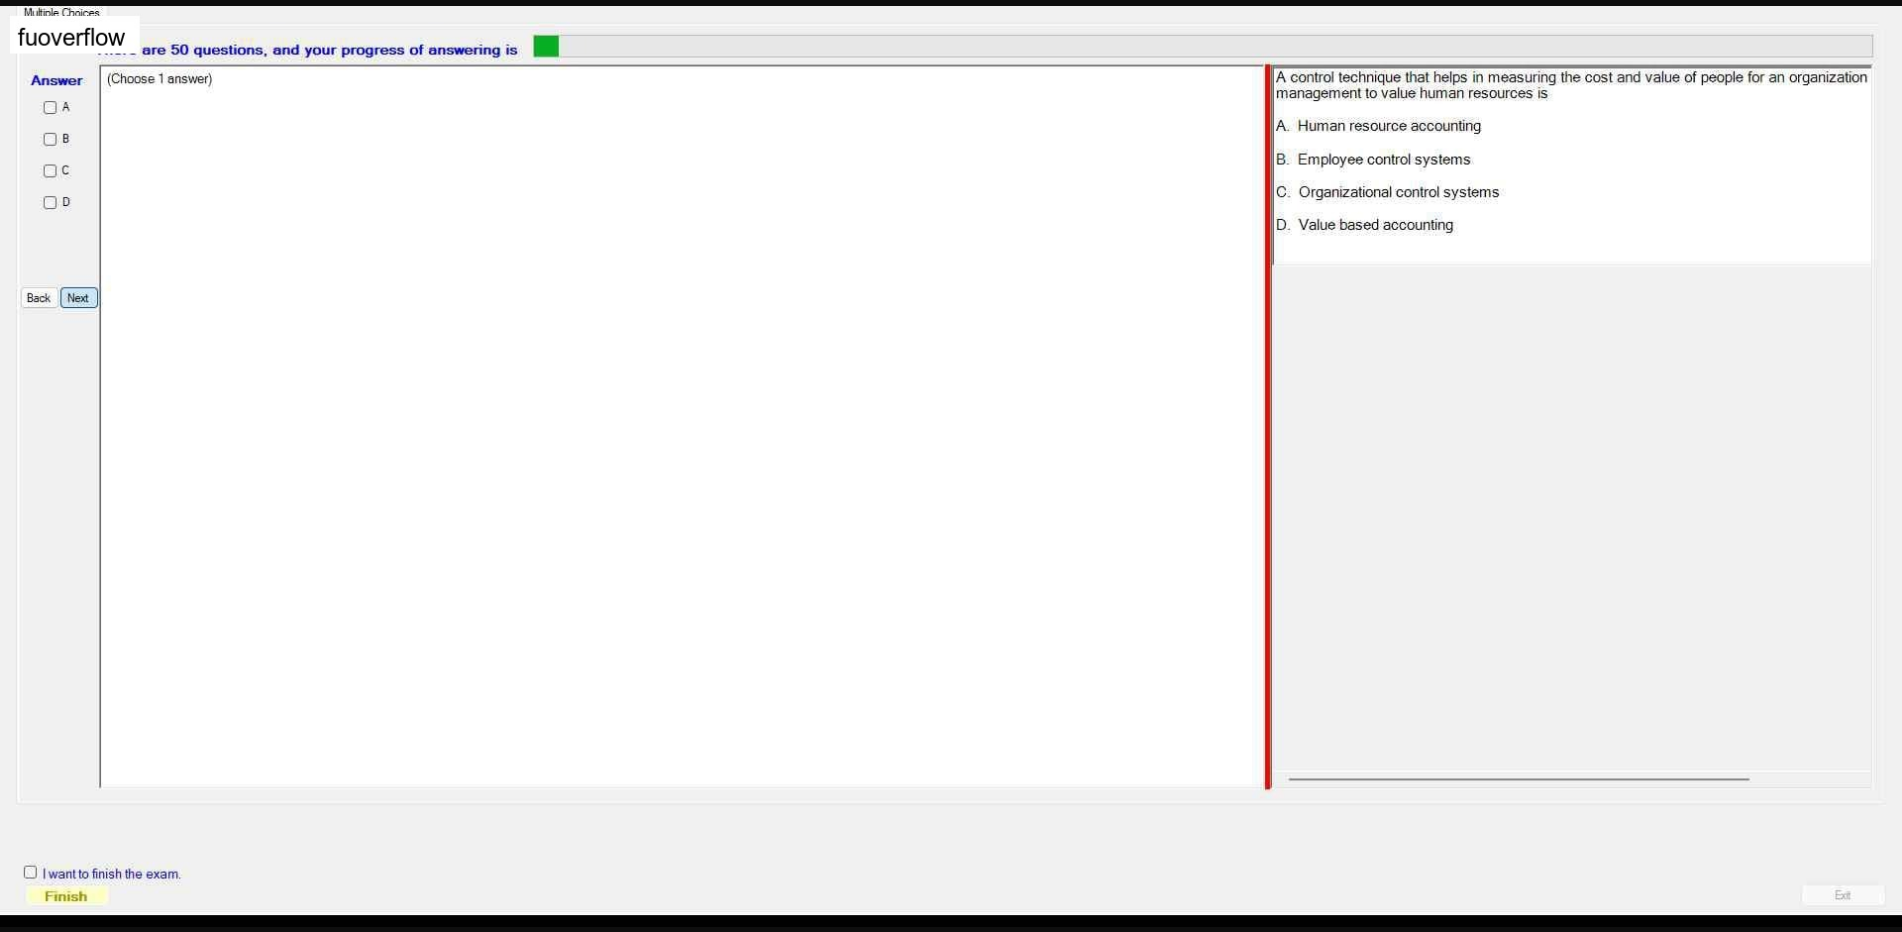 Multiple Choices
fuoverflow
are 50 questions, and your progress of answering is
Answer
(Choose 1 answer)
A
B
C
D
Back
Next
A control technique that helps in measuring the cost and value of people for an organization
management to value human resources is
A. Human resource accounting
B. Employee control systems
C. Organizational control systems
D. Value based accounting
I want to finish the exam.
Finish
Exit